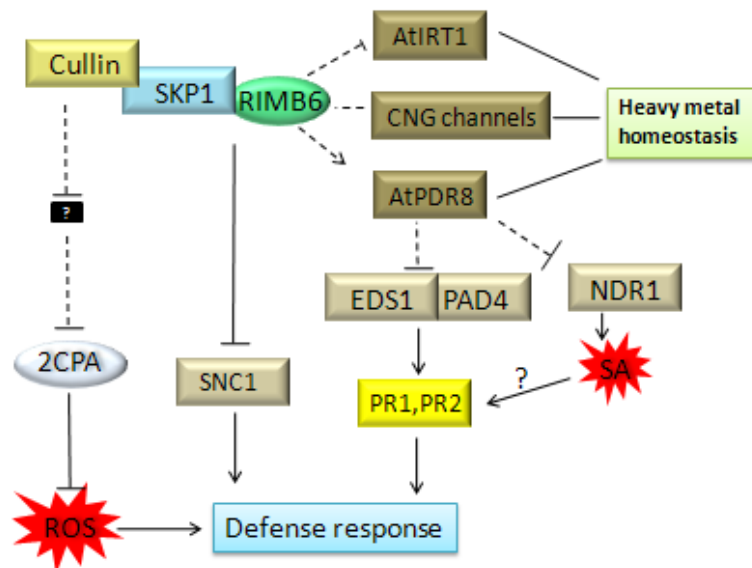 Cullin
SKP1
RIMB6
AtIRT1
CNG channels
AtPDR8
Heavy metal
homeostasis
?
EDS1
PAD4
NDR1
2CPA
SNC1
PR1,PR2
?
SA
ROS
Defense response